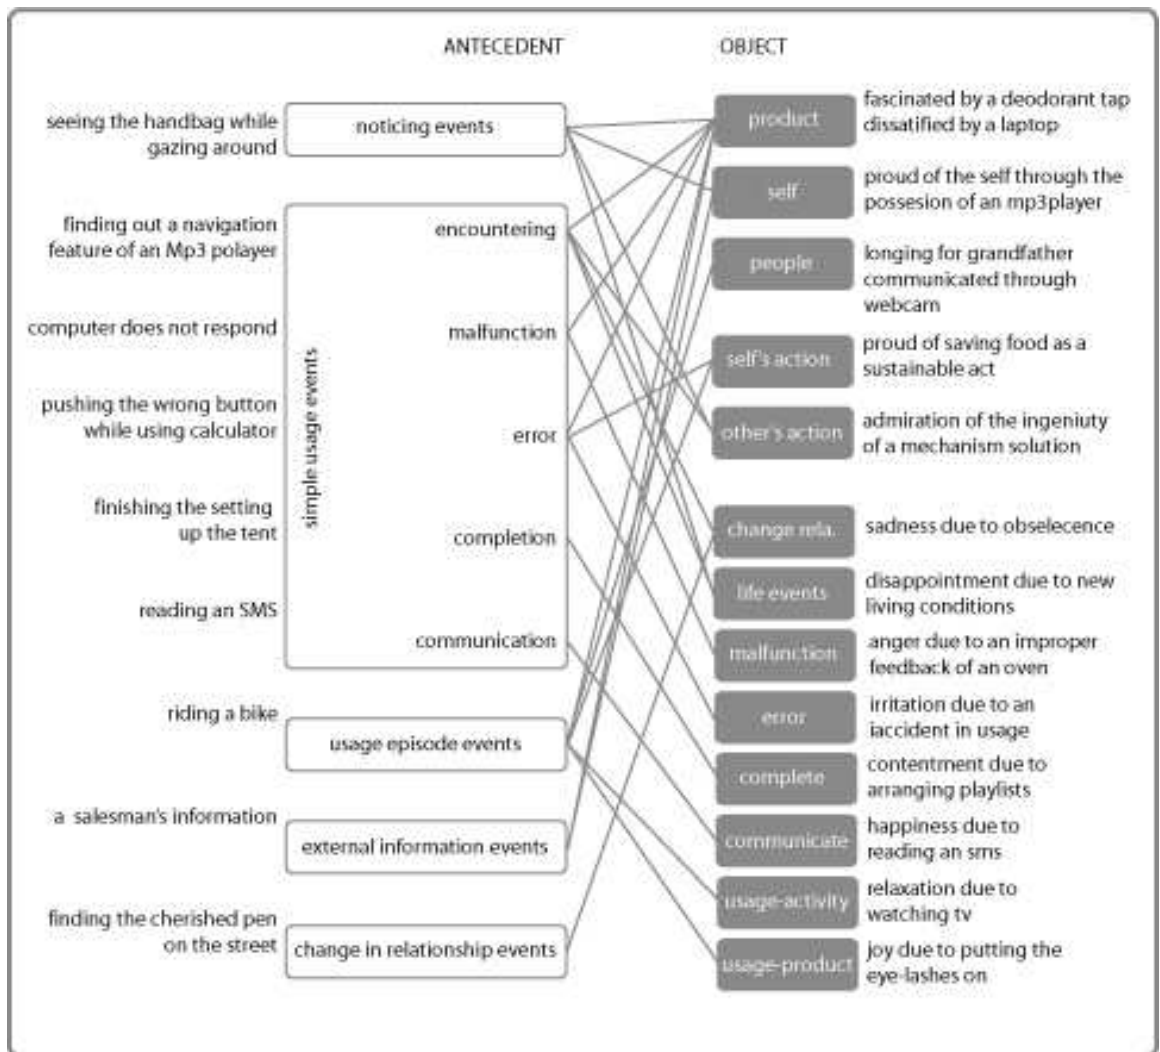 ANTECEDENT
OBJECT
seeing the handbag while
gazing around
noticing events
product
fascinated by a deodorant tap
dissatified by a laptop
self
proud of the self through the
possesion of an mp3player
finding out a navigation
feature of an Mp3 polayer
encountering
people
longing for grandfather
communicated through
webcam
computer does not respond
malfunction
self's action
proud of saving food as a
sustainable act
simple usage events
pushing the wrong button
while using calculator
error
other's action
admiration of the ingeniuty
of a mechanism solution
finishing the setting
up the tent
completion
change rela.
sadness due to obselecence
life events
disappointment due to new
living conditions
reading an SMS
communication
malfunction
anger due to an improper
feedback of an oven
riding a bike
usage episode events
error
irritation due to an
iaccident in usage
complete
contentment due to
arranging playlists
a salesman's information
external information events
communicate
happiness due to
reading an sms
usage-activity
relaxation due to
watching tv
finding the cherished pen
on the street
change in relationship events
usage-product
joy due to putting the
eye-lashes on